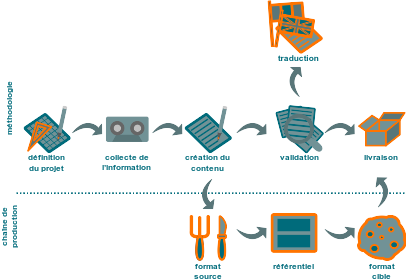 traduction
méthodologie
définition
du projet
collecte de
l'information
création du
contenu
validation
livraison
chaîne de
production
format
source
référentiel
format
cible